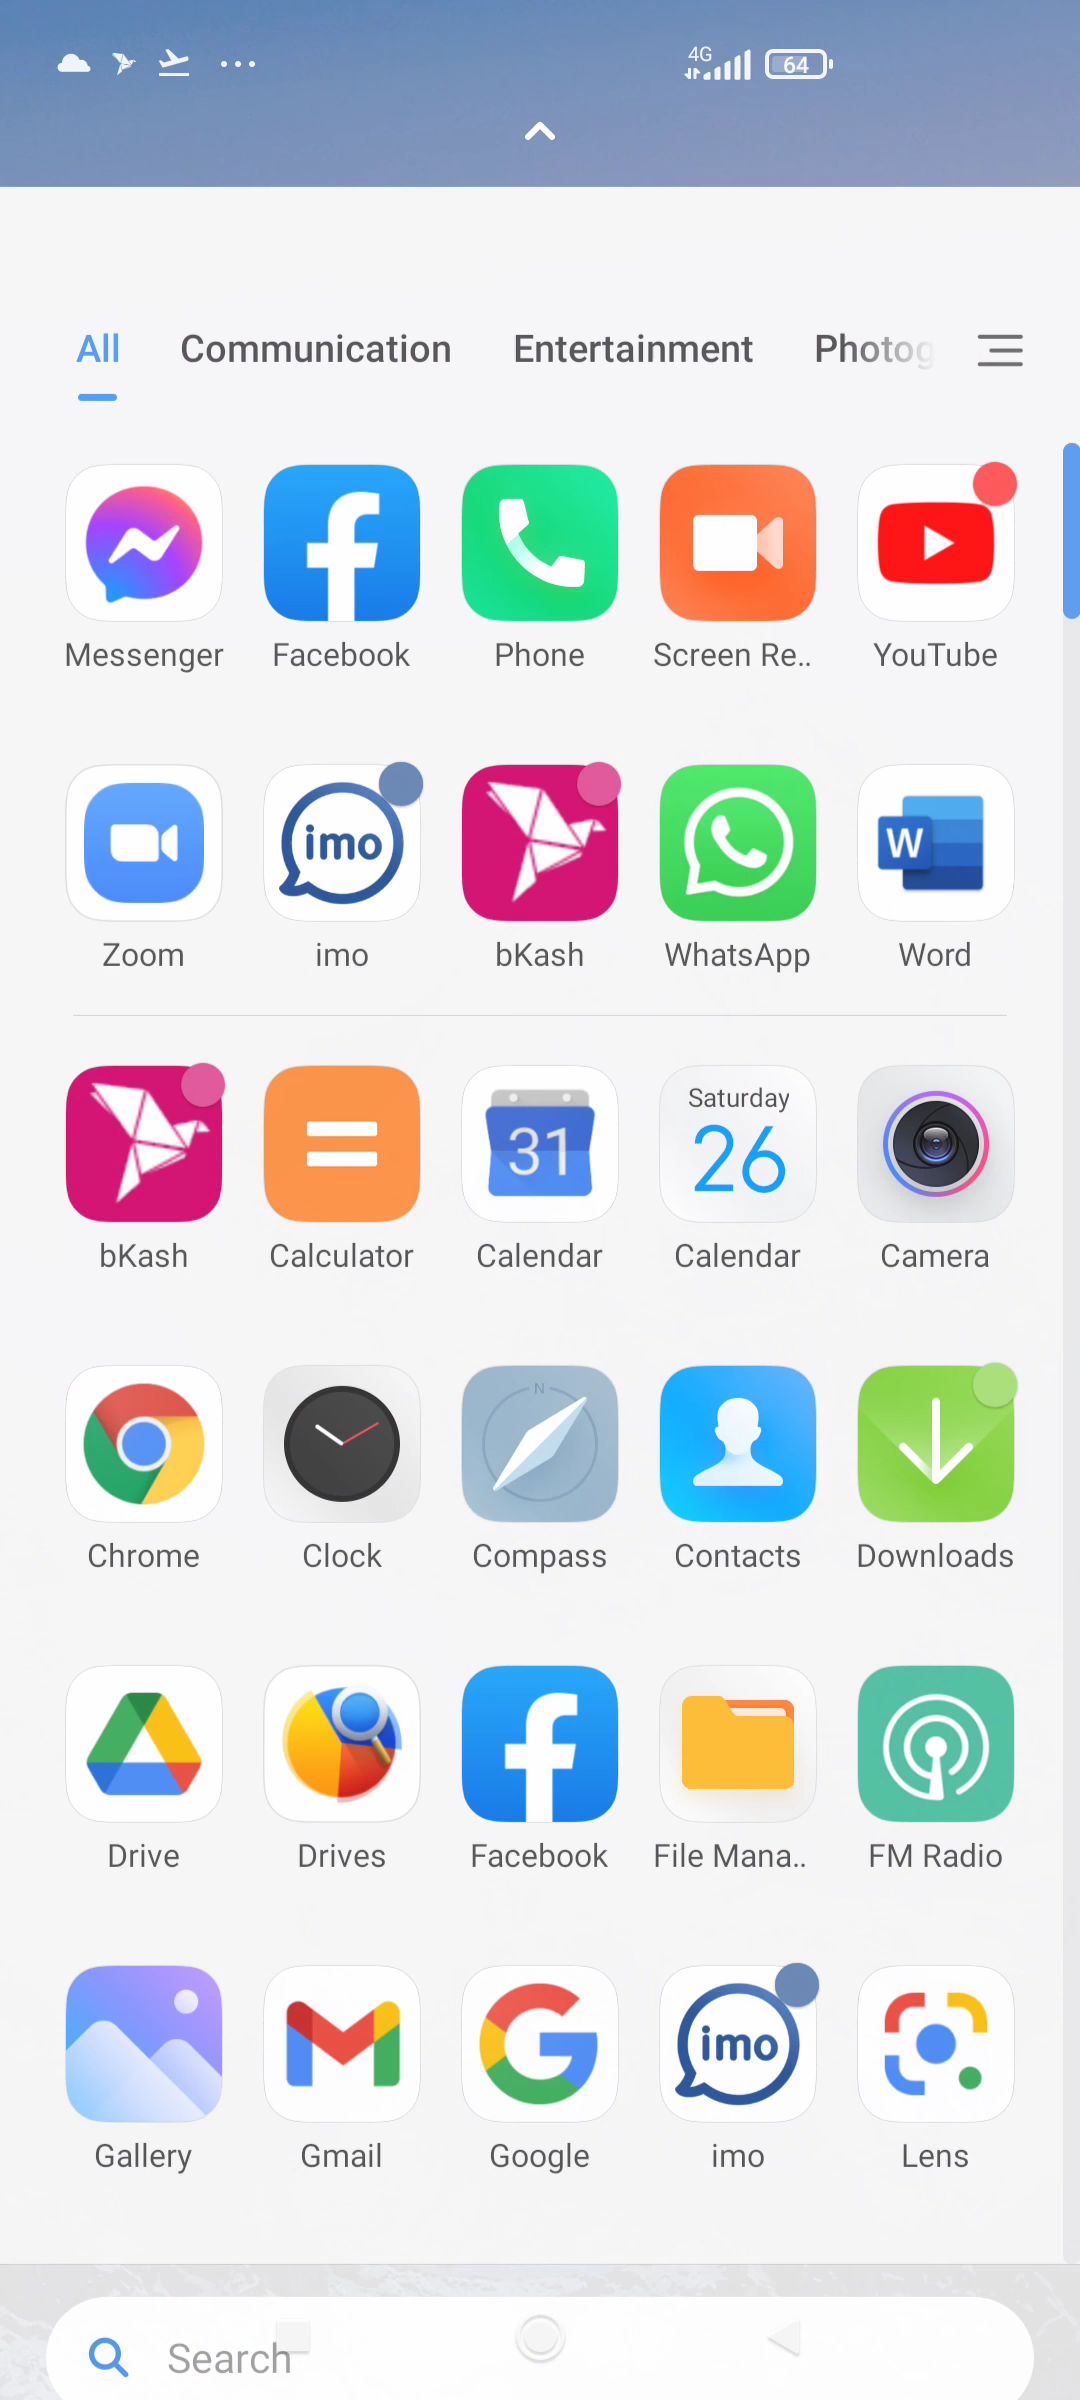 4G 64
All Communication Entertainment Photog
Messenger Facebook Phone Screen Re.. YouTube
imo
W
Zoom imo bKash WhatsApp Word
Saturday
31 26
bKash Calculator Calendar Calendar Camera
N
Chrome Clock Compass Contacts Downloads
Drive Drives Facebook File Mana.. FM Radio
imo
Gallery Gmail Google imo Lens
Search